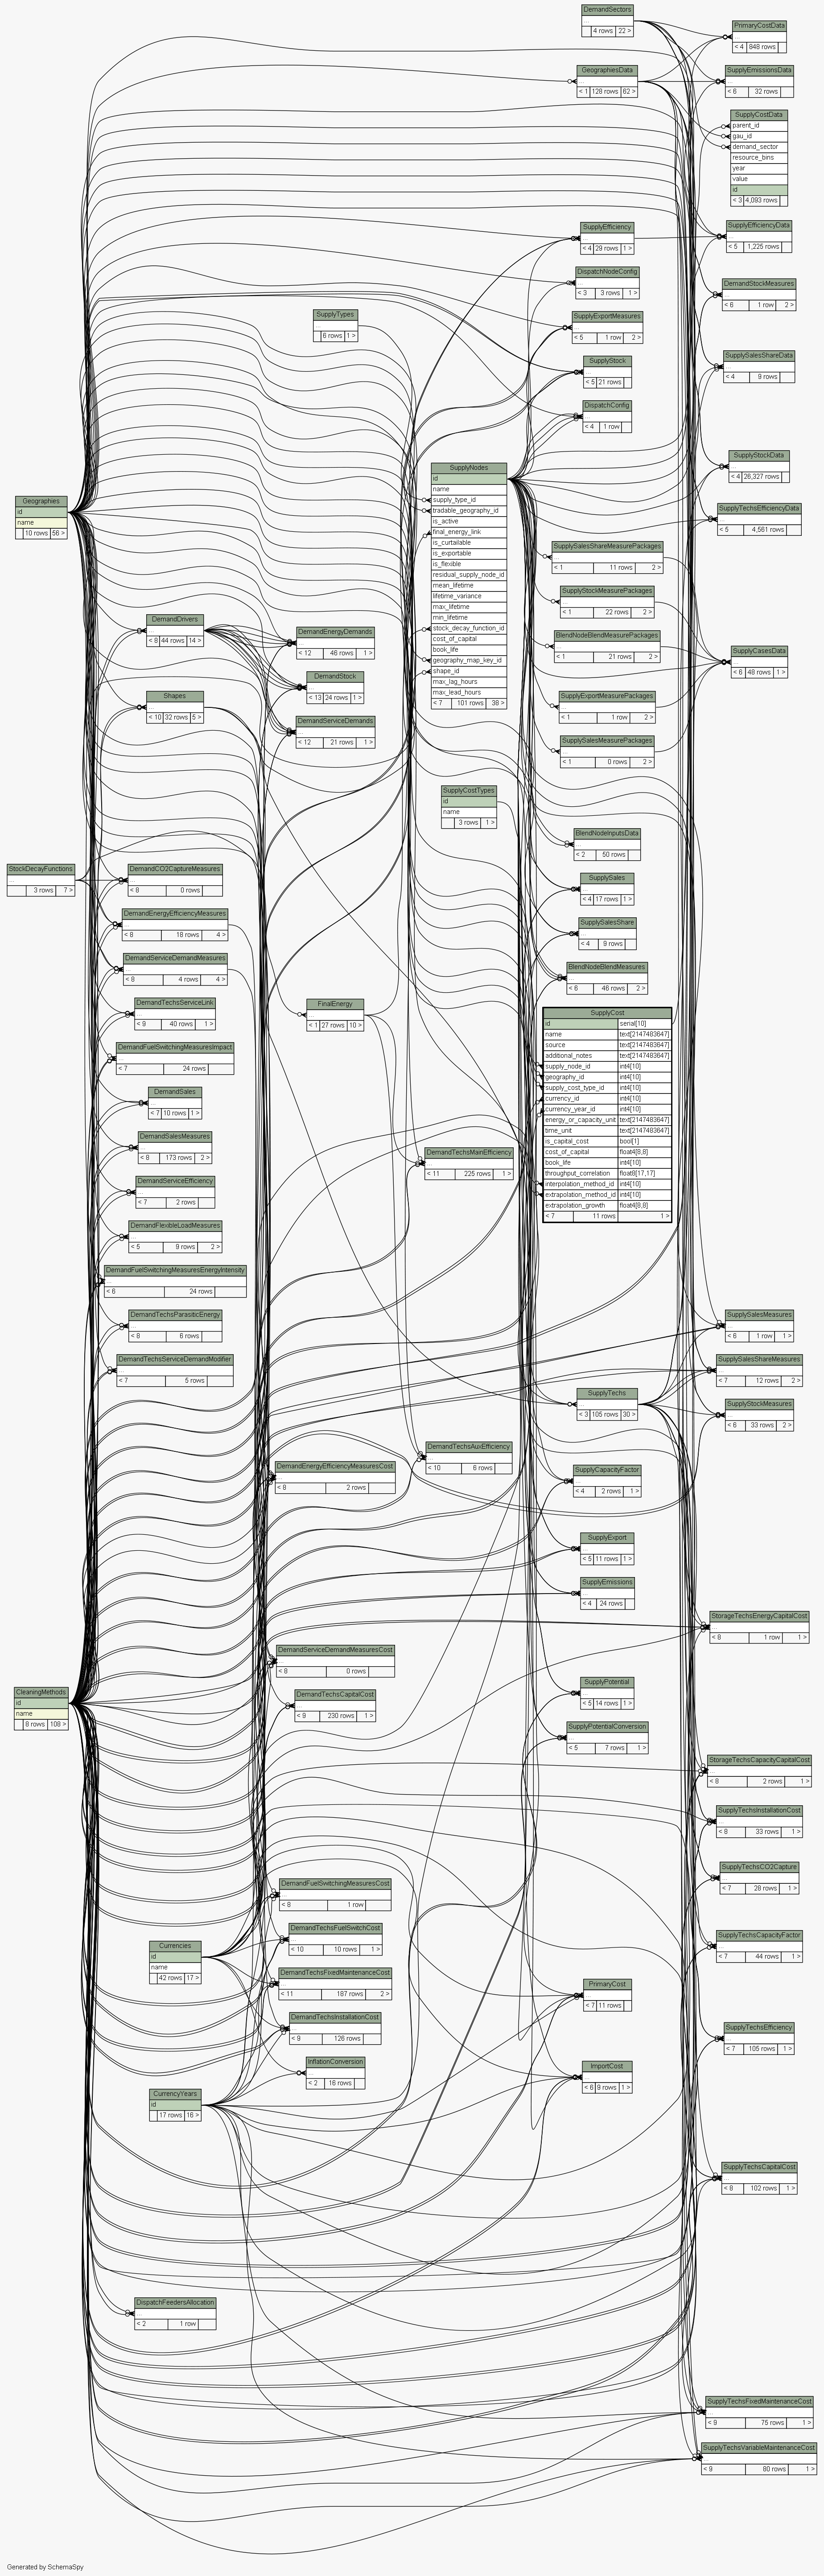 DemandSectors
...
4 rows 22 >
PrimaryCostData
...
< 4 848 rows
GeographiesData
...
< 1 128 rows 62 >
SupplyEmissionsData
...
< 6 32 rows
SupplyCostData
parent_id
gau_id
demand_sector
resource_bins
year
value
id
< 3 4,093 rows
SupplyEfficiency
...
< 4 29 rows 1 >
SupplyEfficiencyData
...
< 5 1,225 rows
DispatchNodeConfig
...
< 3 3 rows 1 >
DemandStockMeasures
...
< 6 1 row 2 >
SupplyTypes
...
6 rows 1 >
SupplyExportMeasures
...
< 5 1 row 2 >
SupplyStock
...
< 5 21 rows
SupplySalesShareData
...
< 4 9 rows
DispatchConfig
...
< 4 1 row
SupplyNodes
id
name
supply_type_id
tradable_geography_id
is_active
final_energy_link
is_curtailable
is_exportable
is_flexible
residual_supply_node_id
mean_lifetime
lifetime_variance
max_lifetime
min_lifetime
stock_decay_function_id
cost_of_capital
book_life
geography_map_key_id
shape_id
max_lag_hours
max_lead_hours
< 7 101 rows 38 >
SupplyStockData
...
< 4 26,327 rows
Geographies
id
name
10 rows 56 >
SupplyTechsEfficiencyData
...
< 5 4,561 rows
SupplySalesShareMeasurePackages
...
< 1 11 rows 2 >
SupplyStockMeasurePackages
...
< 1 22 rows 2 >
BlendNodeBlendMeasurePackages
...
< 1 21 rows 2 >
SupplyCasesData
...
< 6 48 rows 1 >
SupplyExportMeasurePackages
...
< 1 1 row 2 >
SupplySalesMeasurePackages
...
< 1 0 rows 2 >
DemandDrivers
...
< 8 44 rows 14 >
DemandEnergyDemands
...
< 12 46 rows 1 >
DemandStock
...
< 13 24 rows 1 >
Shapes
...
< 10 32 rows 5 >
DemandServiceDemands
...
< 12 21 rows 1 >
SupplyCostTypes
id
name
3 rows 1 >
BlendNodeInputsData
...
< 2 50 rows
StockDecayFunctions
...
3 rows 7 >
DemandCO2CaptureMeasures
...
< 8 0 rows
SupplySales
...
< 4 17 rows 1 >
DemandEnergyEfficiencyMeasures
...
< 8 18 rows 4 >
SupplySalesShare
...
< 4 9 rows
DemandServiceDemandMeasures
...
< 8 4 rows 4 >
BlendNodeBlendMeasures
...
< 6 46 rows 2 >
DemandTechsServiceLink
...
< 9 40 rows 1 >
FinalEnergy
...
< 1 27 rows 10 >
SupplyCost
id serial[10]
name text[2147483647]
source text[2147483647]
additional_notes text[2147483647]
supply_node_id int4[10]
geography_id int4[10]
supply_cost_type_id int4[10]
currency_id int4[10]
currency_year_id int4[10]
energy_or_capacity_unit text[2147483647]
time_unit text[2147483647]
is_capital_cost bool[1]
cost_of_capital float4[8,8]
book_life int4[10]
throughput_correlation float8[17,17]
interpolation_method_id int4[10]
extrapolation_method_id int4[10]
extrapolation_growth float4[8,8]
< 7 11 rows 1 >
DemandFuelSwitchingMeasuresImpact
...
< 7 24 rows
DemandSales
...
< 7 10 rows 1 >
DemandSalesMeasures
...
< 8 173 rows 2 >
DemandTechsMainEfficiency
...
< 11 225 rows 1 >
DemandServiceEfficiency
...
< 7 2 rows
DemandFlexibleLoadMeasures
...
< 5 9 rows 2 >
DemandFuelSwitchingMeasuresEnergyIntensity
...
< 6 24 rows
DemandTechsParasiticEnergy
...
< 8 6 rows
DemandTechsServiceDemandModifier
...
< 7 5 rows
SupplySalesMeasures
...
< 6 1 row 1 >
SupplySalesShareMeasures
...
< 7 12 rows 2 >
SupplyTechs
...
< 3 105 rows 30 >
SupplyStockMeasures
...
< 6 33 rows 2 >
DemandTechsAuxEfficiency
...
< 10 6 rows
DemandEnergyEfficiencyMeasuresCost
...
< 8 2 rows
SupplyCapacityFactor
...
< 4 2 rows 1 >
SupplyExport
...
< 5 11 rows 1 >
SupplyEmissions
...
< 4 24 rows
StorageTechsEnergyCapitalCost
...
< 8 1 row 1 >
DemandServiceDemandMeasuresCost
...
< 8 0 rows
CleaningMethods
id
name
8 rows 108 >
DemandTechsCapitalCost
...
< 9 230 rows 1 >
SupplyPotential
...
< 5 14 rows 1 >
SupplyPotentialConversion
...
< 5 7 rows 1 >
StorageTechsCapacityCapitalCost
...
< 8 2 rows 1 >
SupplyTechsInstallationCost
...
< 8 33 rows 1 >
SupplyTechsCO2Capture
...
< 7 28 rows 1 >
DemandFuelSwitchingMeasuresCost
...
< 8 1 row
DemandTechsFuelSwitchCost
...
< 10 10 rows 1 >
SupplyTechsCapacityFactor
...
< 7 44 rows 1 >
Currencies
id
name
42 rows 17 >
DemandTechsFixedMaintenanceCost
...
< 11 187 rows 2 >
PrimaryCost
...
< 7 11 rows
DemandTechsInstallationCost
...
< 9 126 rows
SupplyTechsEfficiency
...
< 7 105 rows 1 >
InflationConversion
...
< 2 16 rows
ImportCost
...
< 6 9 rows 1 >
CurrencyYears
id
17 rows 16 >
SupplyTechsCapitalCost
...
< 8 102 rows 1 >
DispatchFeedersAllocation
...
< 2 1 row
SupplyTechsFixedMaintenanceCost
...
< 8 75 rows 1 >
SupplyTechsVariableMaintenanceCost
...
< 9 80 rows 1 >
Generated by SchemaSpy